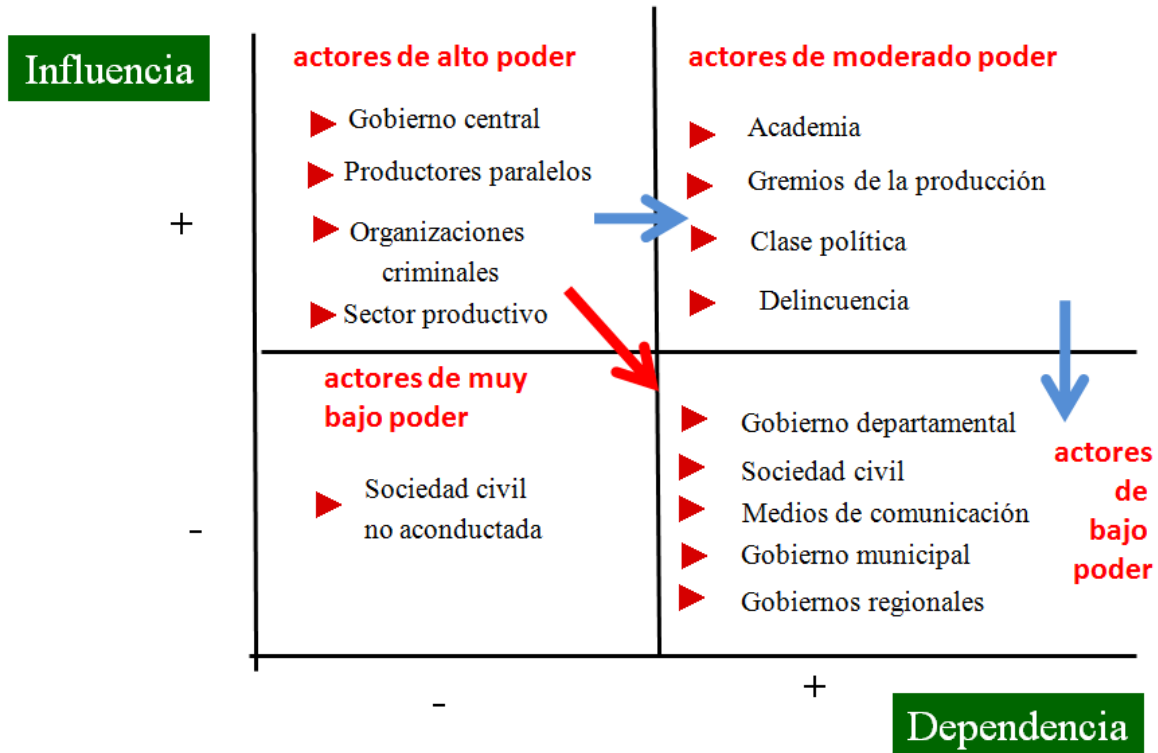 Influencia
actores de alto poder
Gobierno central
Productores paralelos
Organizaciones
criminales
Sector productivo
actores de moderado poder
Academia
Gremios de la producción
Clase política
Delincuencia
+
actores de muy
bajo poder
Sociedad civil
no aconductada
-
Gobierno departamental
Sociedad civil
Medios de comunicación
Gobierno municipal
Gobiernos regionales
actores
de
bajo
poder
-
+
Dependencia